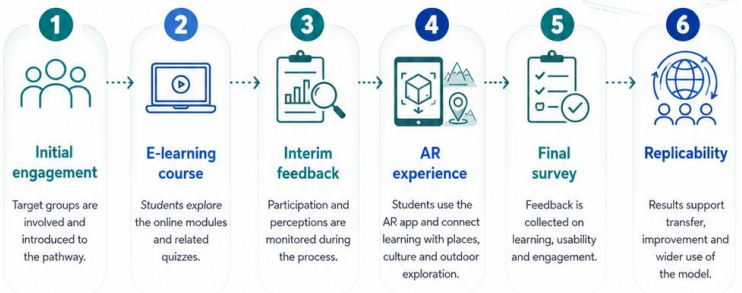 1
Initial
engagement
Target groups are
involved and
introduced to
the pathway.
2
E-learning
course
Students explore
the online modules
and related
quizzes.
3
Interim
feedback
Participation and
perceptions are
monitored during
the process.
4
AR
experience
Students use the
AR app and connect
learning with places,
culture and outdoor
exploration.
5
Final
survey
Feedback is
collected on
learning, usability
and engagement.
6
Replicability
Results support
transfer,
improvement and
wider use of
the model.